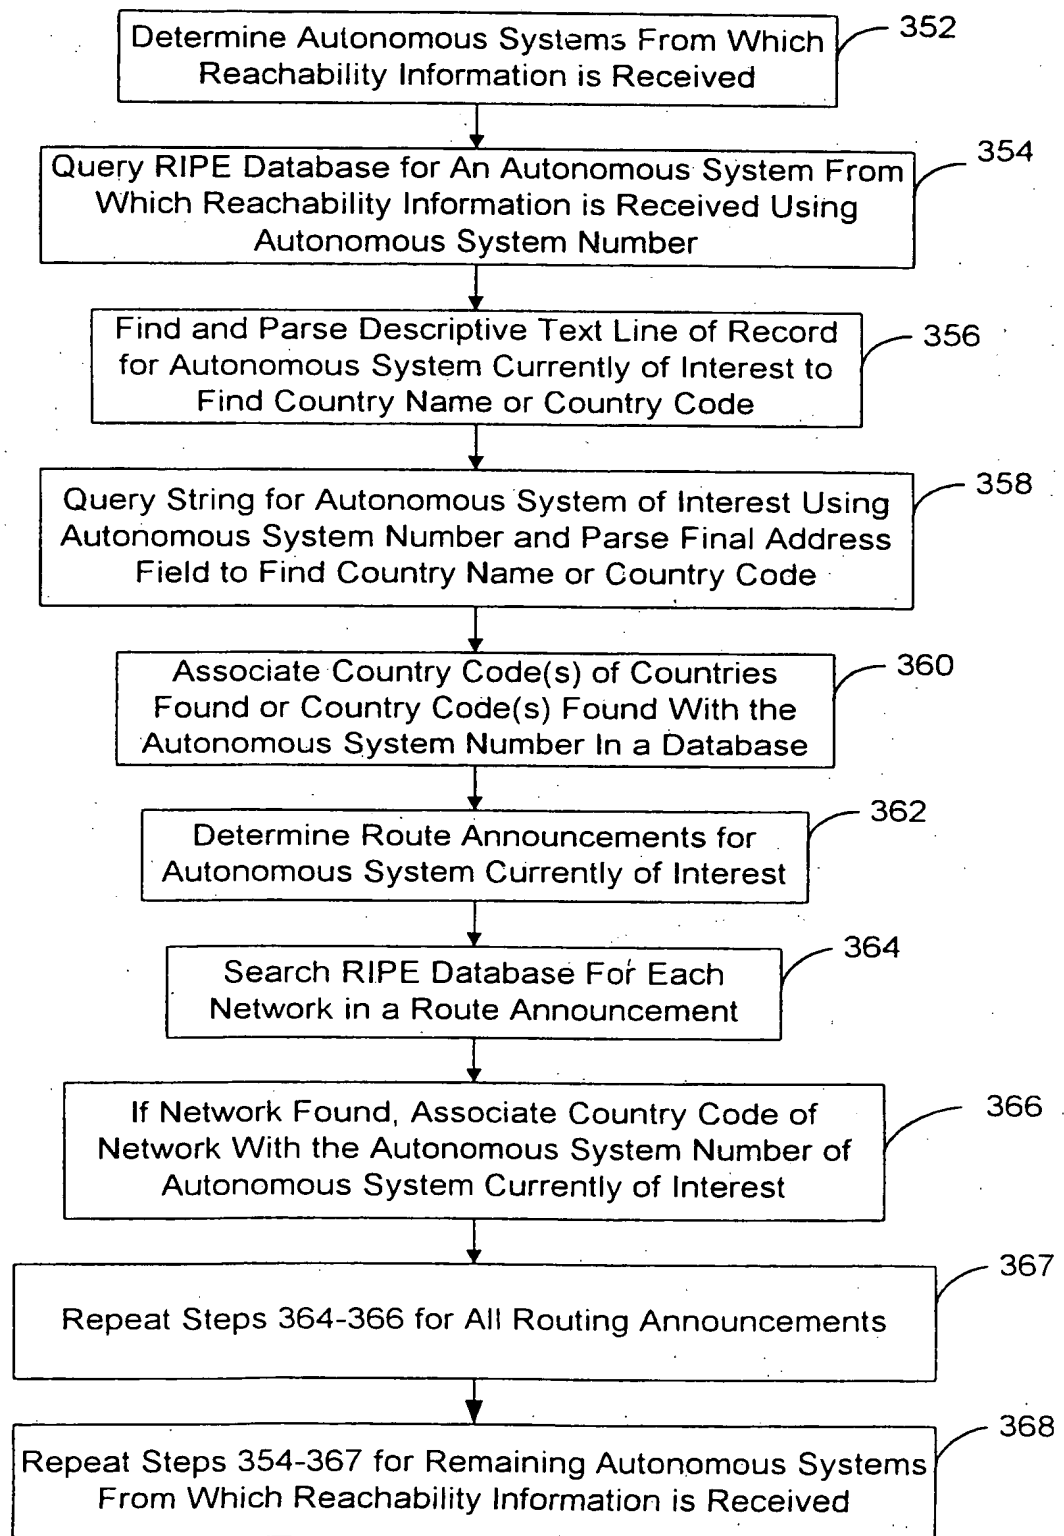 Determine Autonomous Systems From Which
Reachability Information is Received
352
Query RIPE Database for An Autonomous System From
Which Reachability Information is Received Using
Autonomous System Number
354
Find and Parse Descriptive Text Line of Record
for Autonomous System Currently of Interest to
Find Country Name or Country Code
356
Query String for Autonomous System of Interest Using
Autonomous System Number and Parse Final Address
Field to Find Country Name or Country Code
358
Associate Country Code(s) of Countries
Found or Country Code(s) Found With the
Autonomous System Number In a Database
360
Determine Route Announcements for
Autonomous System Currently of Interest
362
Search RIPE Database For Each
Network in a Route Announcement
364
If Network Found, Associate Country Code of
Network With the Autonomous System Number of
Autonomous System Currently of Interest
366
Repeat Steps 364-366 for All Routing Announcements
367
Repeat Steps 354-367 for Remaining Autonomous Systems
From Which Reachability Information is Received
368